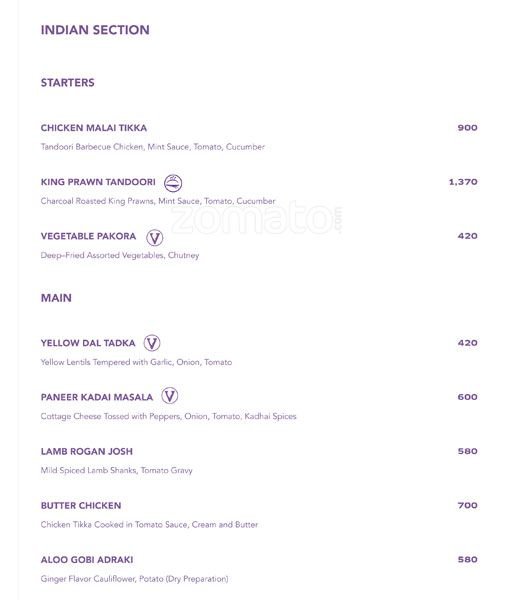 INDIAN SECTION
STARTERS
CHICKEN MALAI TIKKA 900
Tandoori Barbecue Chicken, Mint Sauce, Tomato, Cucumber
KING PRAWN TANDOORI 1,370
Charcoal Roasted King Prawns, Mint Sauce, Tomato, Cucumber
zomato.com
VEGETABLE PAKORA V 420
Deep-Fried Assorted Vegetables, Chutney
MAIN
YELLOW DAL TADKA V 420
Yellow Lentils Tempered with Garlic, Onion, Tomato
PANEER KADAI MASALA V 600
Cottage Cheese Tossed with Peppers, Onion, Tomato, Kadhai Spices
LAMB ROGAN JOSH 580
Mild Spiced Lamb Shanks, Tomato Gravy
BUTTER CHICKEN 700
Chicken Tikka Cooked in Tomato Sauce, Cream and Butter
ALOO GOBI ADRAKI 580
Ginger Flavor Cauliflower, Potato (Dry Preparation)